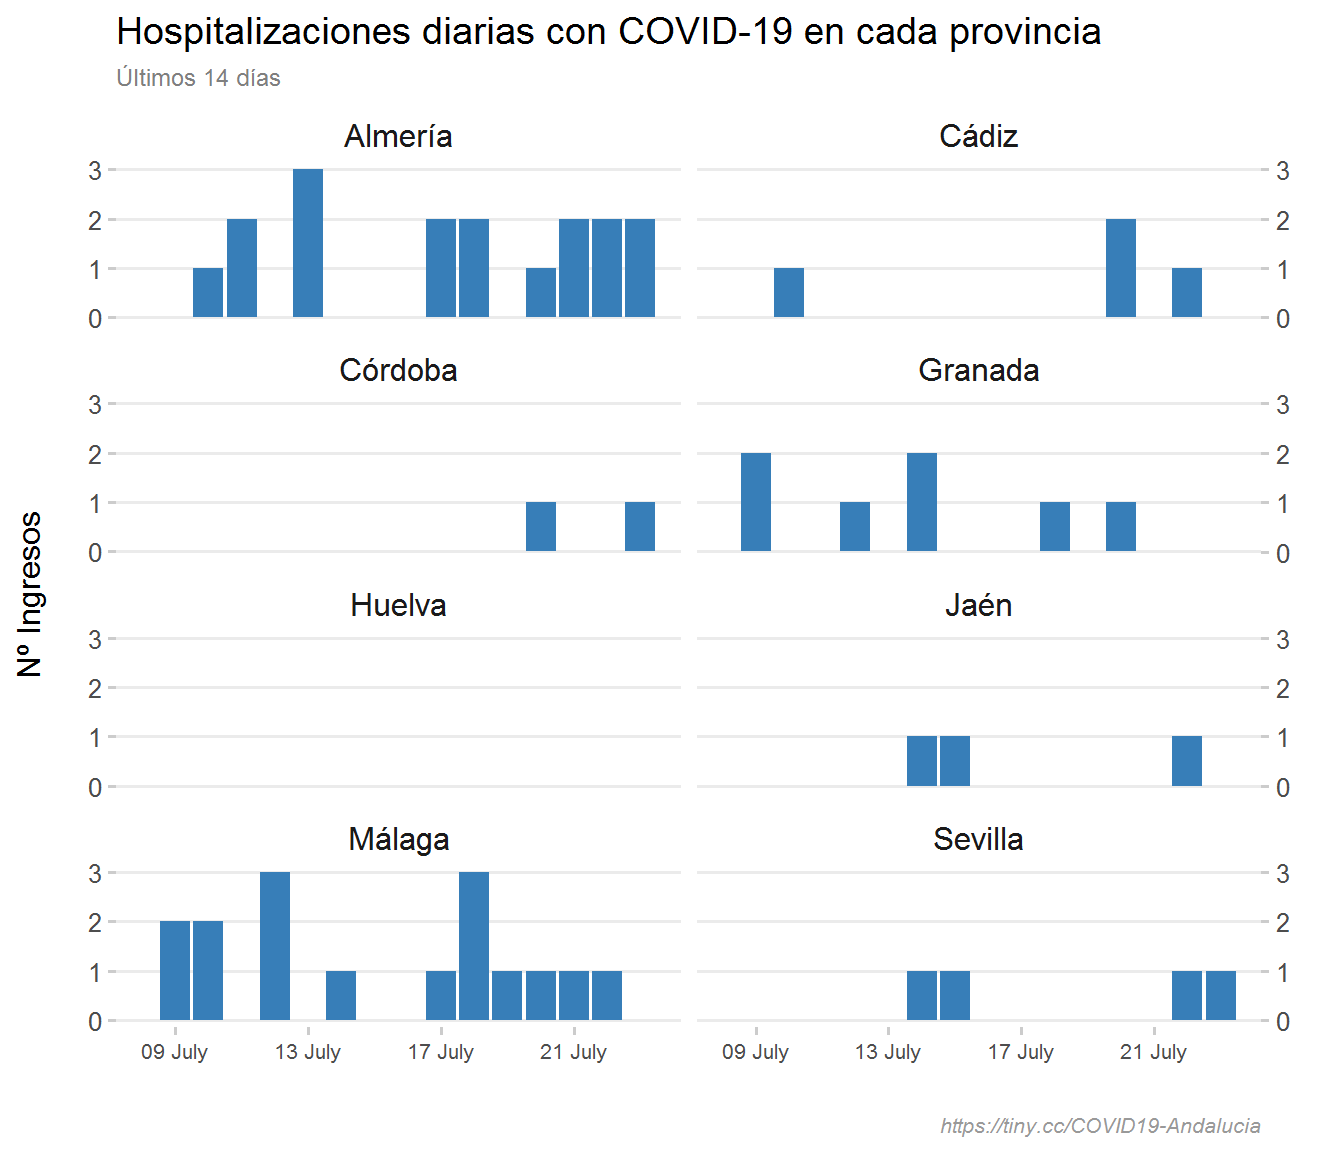 Hospitalizaciones diarias con COVID-19 en cada provincia
Últimos 14 días
Almería
Cádiz
3
2
1
0
3
2
1
0
Córdoba
Granada
3
2
1
0
3
2
1
0
Nº Ingresos
Huelva
Jaén
3
2
1
0
3
2
1
0
Málaga
Sevilla
3
2
1
0
3
2
1
0
09 July 13 July 17 July 21 July
09 July 13 July 17 July 21 July
https://tiny.cc/COVID19-Andalucia